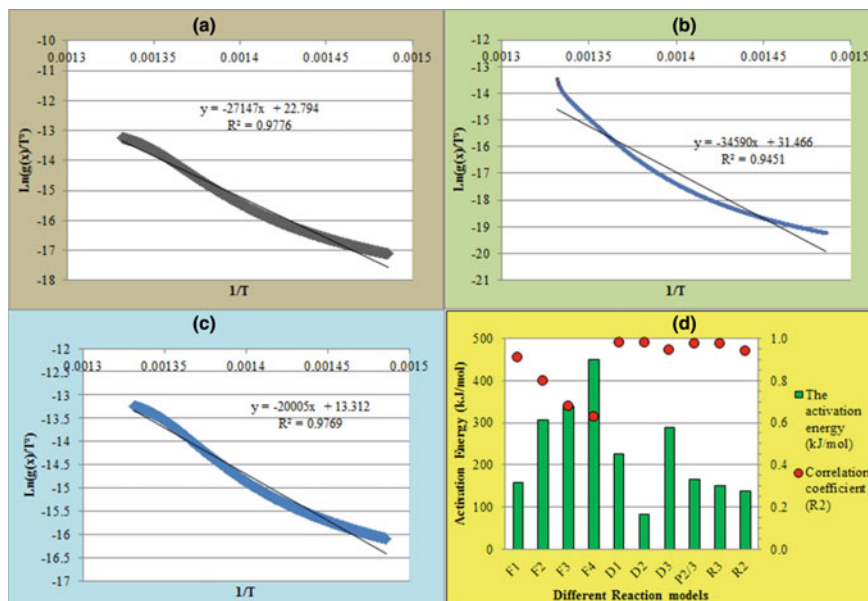 (a)
-10
0.0013 0.00135 0.0014 0.00145 0.0015
-11
-12
-13
-14
-15
-16
-17
-18
y = -27147x + 22.794
R² = 0.9776
Ln(g(x)/T²)
1/T
(b)
-12
0.0013 0.00135 0.0014 0.00145 0.0015
-13
-14
-15
-16
-17
-18
-19
-20
-21
y = -34590x + 31.466
R² = 0.9451
Ln(g(x)/T²)
1/T
(c)
-12
0.0013 0.00135 0.0014 0.00145 0.0015
-12.5
-13
-13.5
-14
-14.5
-15
-15.5
-16
-16.5
-17
y = -20005x + 13.312
R² = 0.9769
Ln(g(x)/T²)
1/T
(d)
500
400
300
200
100
0
Activation Energy (kJ/mol)
1.0
0.8
0.6
0.4
0.2
0.0
F1 F2 F3 F4 D1 D2 D3 P2/3 R3 R2
Different Reaction models
The
activation
energy
(kJ/mol)
Correlation
coefficient
(R2)